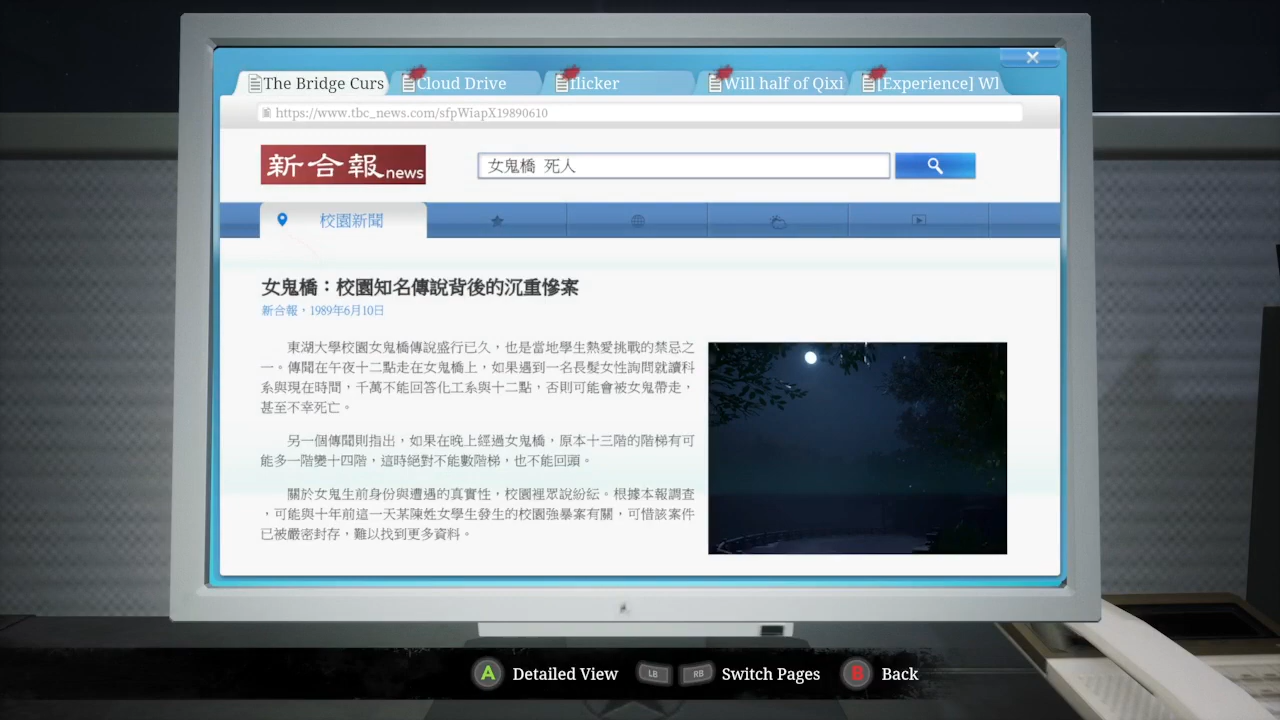 The Bridge Curs
Cloud Drive
flicker
Will half of Qixi
[Experience] WI
https://www.tbc_news.com/sfpWiapX19890610
新合報news
女鬼橋 死人
校園新聞
女鬼橋：校園知名傳說背後的沉重慘案
新合報，1989年6月10日
東湖大學校園女鬼橋傳說盛行已久，也是當地學生熱愛挑戰的禁忌之
一。傳聞在午夜十二點走在女鬼橋上，如果遇到一名長髮女性詢問就讀科
系與現在時間，千萬不能回答化工系與十二點，否則可能會被女鬼帶走，
甚至不幸死亡。
另一個傳聞則指出，如果在晚上經過女鬼橋，原本十三階的階梯有可
能多一階變十四階，這時絕對不能數階梯，也不能回頭。
關於女鬼生前身份與遭遇的真實性，校園裡眾說紛紜。根據本報調查
，可能與十年前這一天某陳姓女學生發生的校園強暴案有關，可惜該案件
已被嚴密封存，難以找到更多資料。
A Detailed View LB RB Switch Pages B Back